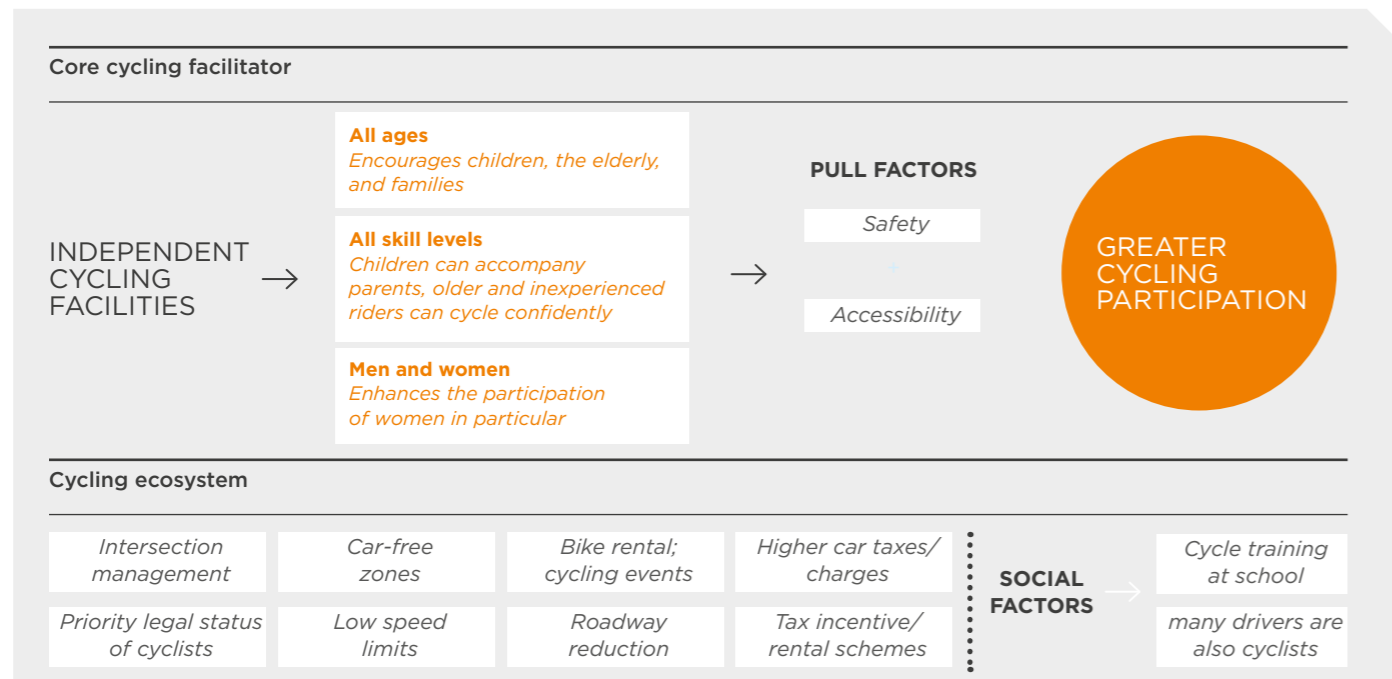 Core cycling facilitator
INDEPENDENT
CYCLING
FACILITIES
All ages
Encourages children, the elderly,
and families
All skill levels
Children can accompany
parents, older and inexperienced
riders can cycle confidently
Men and women
Enhances the participation
of women in particular
PULL FACTORS
Safety
+
Accessibility
GREATER
CYCLING
PARTICIPATION
Cycling ecosystem
Intersection
management
Car-free
zones
Bike rental;
cycling events
Higher car taxes/
charges
Priority legal status
of cyclists
Low speed
limits
Roadway
reduction
Tax incentive/
rental schemes
SOCIAL
FACTORS
Cycle training
at school
many drivers are
also cyclists